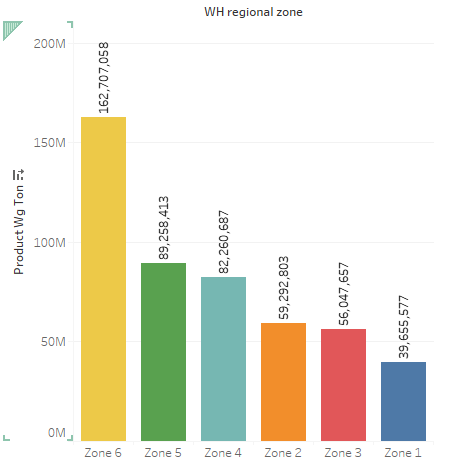 WH regional zone
200M
150M
100M
50M
0M
Product Wg Ton
162,707,058
89,258,413
82,260,687
59,292,803
56,047,657
39,655,577
Zone 6
Zone 5
Zone 4
Zone 2
Zone 3
Zone 1